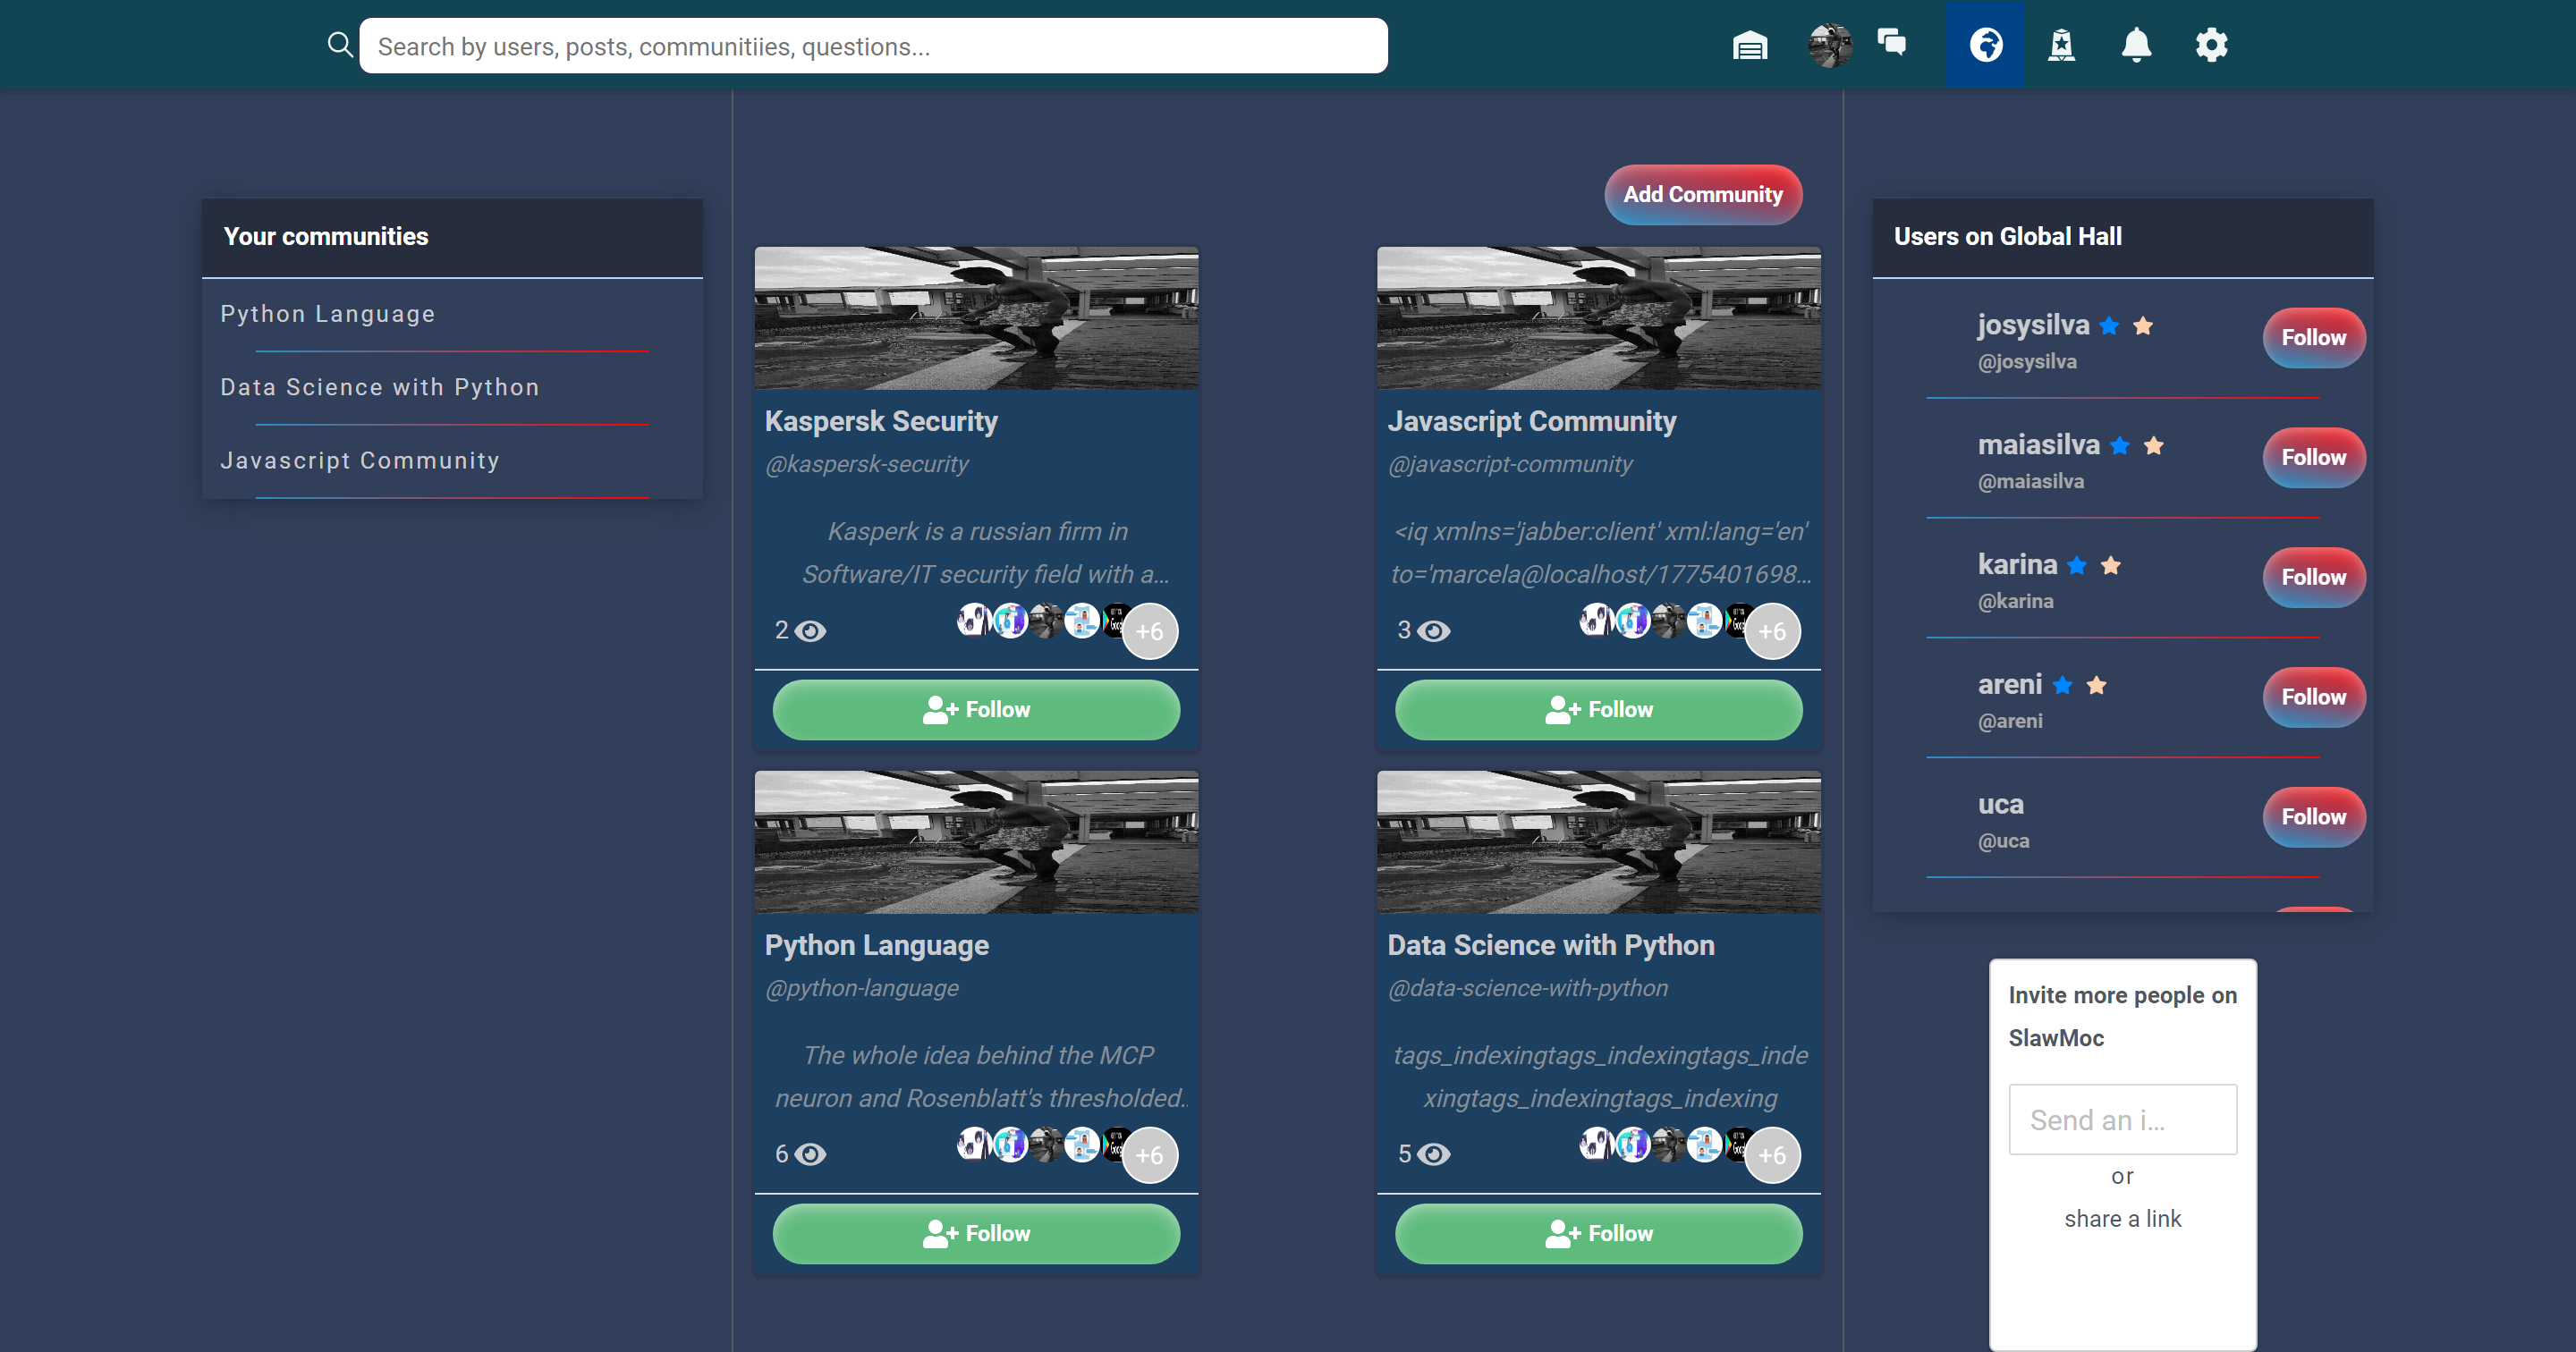 Search by users, posts, communitiies, questions...
Your communities
Python Language
Data Science with Python
Javascript Community
Add Community
Kaspersk Security
@kaspersk-security
Kasperk is a russian firm in
Software/IT security field with a...
2
+6
Follow
Javascript Community
@javascript-community
<iq xmlns='jabber:client' xml:lang='en'
to='marcela@localhost/1775401698...
3
+6
Follow
Python Language
@python-language
The whole idea behind the MCP
neuron and Rosenblatt's thresholded..
6
+6
Follow
Data Science with Python
@data-science-with-python
tags_indexingtags_indexingtags_inde
xingtags_indexingtags_indexing
5
+6
Follow
Users on Global Hall
josysilva
@josysilva
Follow
maiasilva
@maiasilva
Follow
karina
@karina
Follow
areni
@areni
Follow
uca
@uca
Follow
Invite more people on
SlawMoc
Send an i...
or
share a link